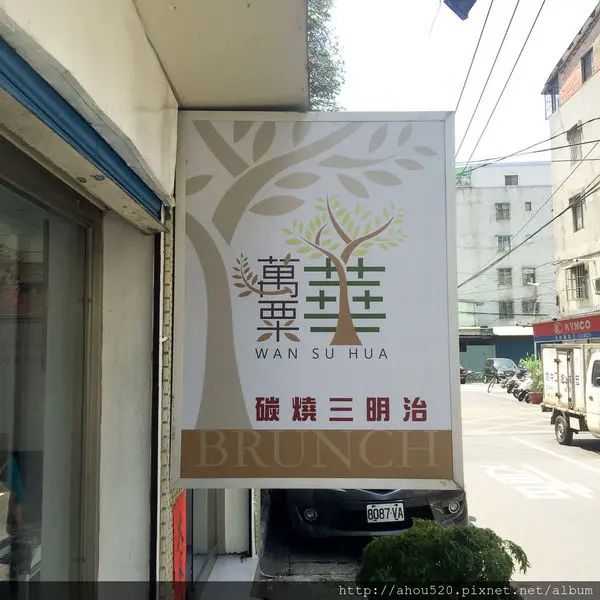 萬粟華
WAN SU HUA
碳燒三明治
BRUNCH
KYMCO
8087 VA
http://ahou520.pixnet.net/album